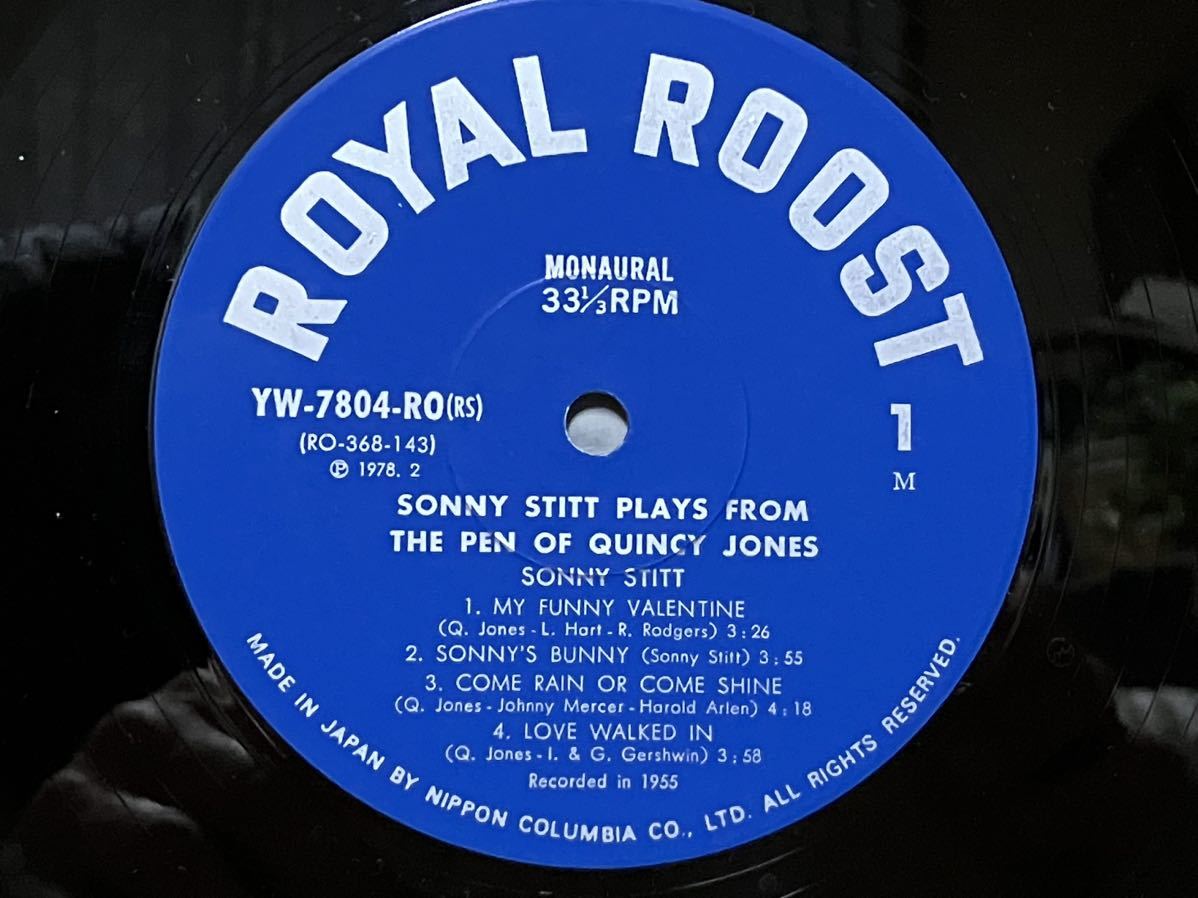 ROYAL ROOST
MONAURAL
33⅓RPM
YW-7804-RO(RS)
(RO-368-143)
Ⓟ 1978. 2
1
M
SONNY STITT PLAYS FROM
THE PEN OF QUINCY JONES
SONNY STITT
1. MY FUNNY VALENTINE
(Q. Jones - L. Hart - R. Rodgers) 3:26
2. SONNY'S BUNNY (Sonny Stitt) 3:55
3. COME RAIN OR COME SHINE
(Q. Jones - Johnny Mercer - Harold Arlen) 4:18
4. LOVE WALKED IN
(Q. Jones - I. & G. Gershwin) 3:58
Recorded in 1955
MADE IN JAPAN BY NIPPON COLUMBIA CO., LTD. ALL RIGHTS RESERVED.